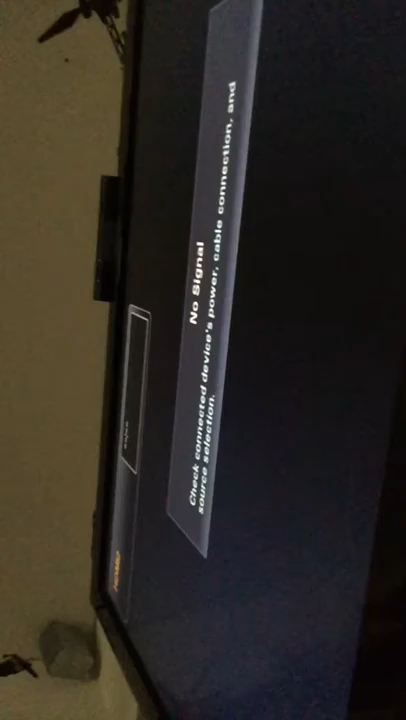 No Signal
Check connected device's power, cable connection, and
source selection.